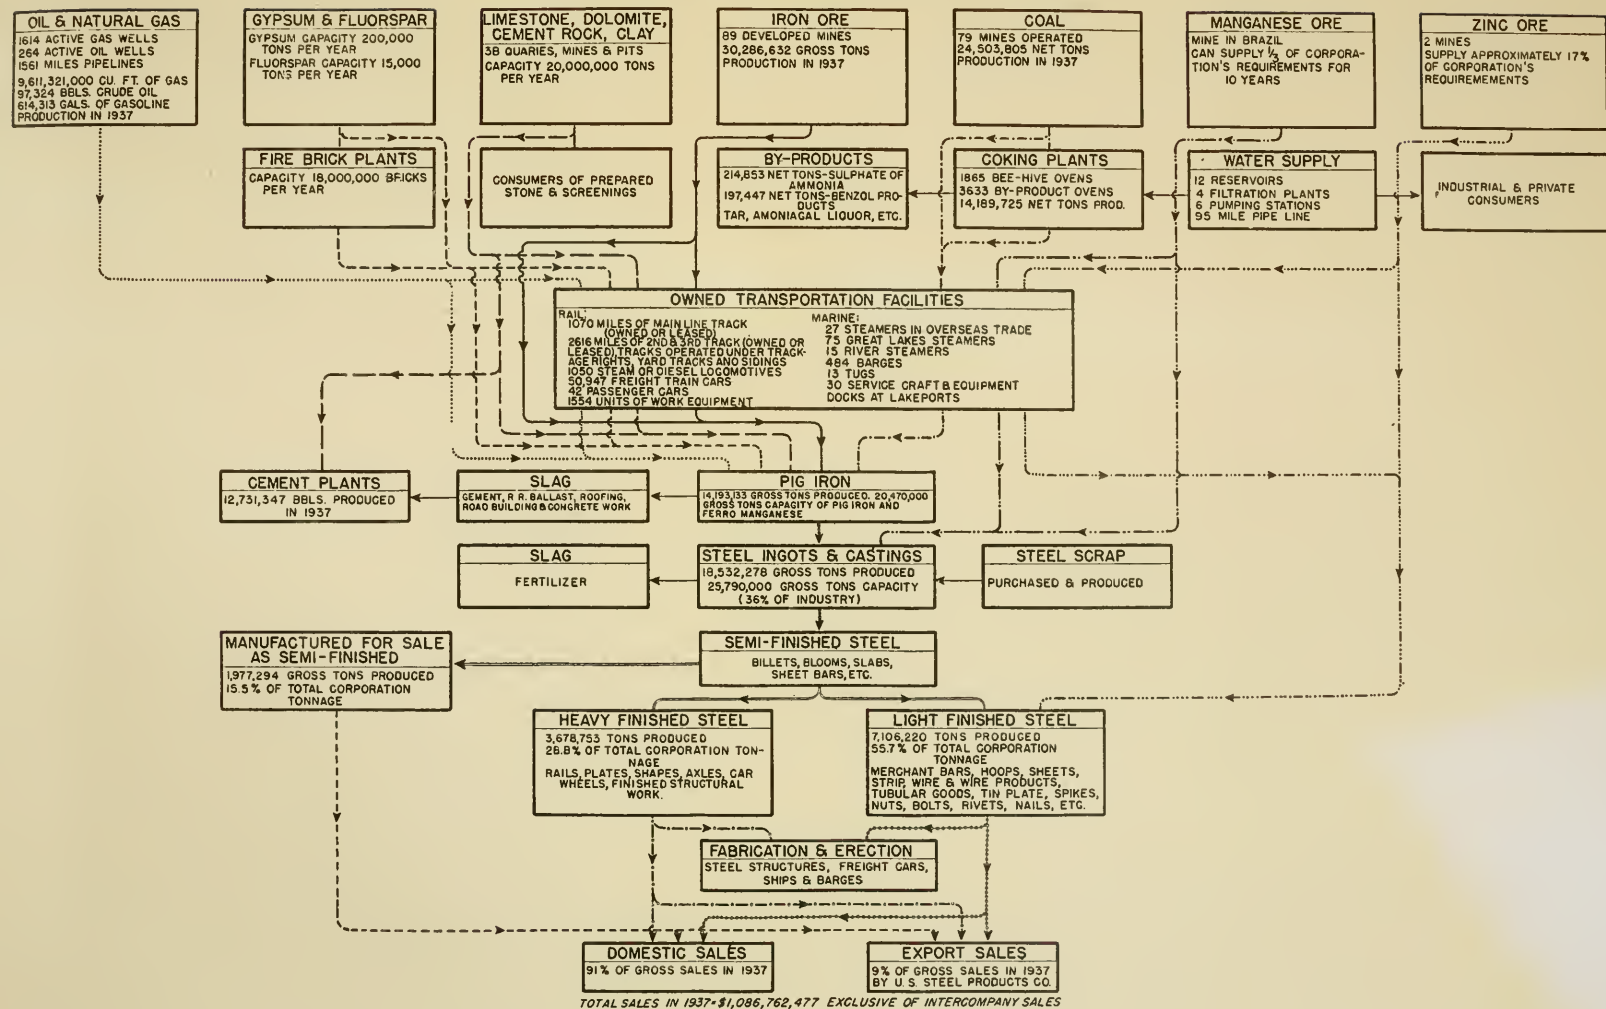 OIL & NATURAL GAS
1614 ACTIVE GAS WELLS
264 ACTIVE OIL WELLS
1561 MILES PIPELINES
9,611,321,000 CU. FT. OF GAS
97,324 BBLS. CRUDE OIL
614,313 GALS. OF GASOLINE
PRODUCTION IN 1937
GYPSUM & FLUORSPAR
GYPSUM CAPACITY 200,000
TONS PER YEAR
FLUORSPAR CAPACITY 15,000
TONS PER YEAR
LIMESTONE, DOLOMITE,
CEMENT ROCK, CLAY
38 QUARIES, MINES & PITS
CAPACITY 20,000,000 TONS
PER YEAR
IRON ORE
89 DEVELOPED MINES
30,286,632 GROSS TONS
PRODUCTION IN 1937
COAL
79 MINES OPERATED
24,503,805 NET TONS
PRODUCTION IN 1937
MANGANESE ORE
MINE IN BRAZIL
CAN SUPPLY 1/3 OF CORPORA-
TION'S REQUIREMENTS FOR
10 YEARS
ZINC ORE
2 MINES
SUPPLY APPROXIMATELY 17%
OF CORPORATION'S
REQUIREMEMENTS
FIRE BRICK PLANTS
CAPACITY 18,000,000 BRICKS
PER YEAR
CONSUMERS OF PREPARED
STONE & SCREENINGS
BY-PRODUCTS
214,853 NET TONS-SULPHATE OF
AMMONIA
197,447 NET TONS-BENZOL PRO-
DUCTS
TAR, AMONIACAL LIQUOR, ETC.
COKING PLANTS
1865 BEE-HIVE OVENS
3633 BY-PRODUCT OVENS
14,189,725 NET TONS PROD.
WATER SUPPLY
12 RESERVOIRS
4 FILTRATION PLANTS
6 PUMPING STATIONS
95 MILE PIPE LINE
INDUSTRIAL & PRIVATE
CONSUMERS
OWNED TRANSPORTATION FACILITIES
RAIL:
1070 MILES OF MAIN LINE TRACK
(OWNED OR LEASED)
2616 MILES OF 2ND & 3RD TRACK (OWNED OR
LEASED), TRACKS OPERATED UNDER TRACK-
AGE RIGHTS, YARD TRACKS AND SIDINGS
1050 STEAM OR DIESEL LOCOMOTIVES
50,947 FREIGHT TRAIN CARS
42 PASSENGER CARS
1554 UNITS OF WORK EQUIPMENT
MARINE:
27 STEAMERS IN OVERSEAS TRADE
75 GREAT LAKES STEAMERS
15 RIVER STEAMERS
484 BARGES
13 TUGS
30 SERVICE CRAFT & EQUIPMENT
DOCKS AT LAKEPORTS
CEMENT PLANTS
12,731,347 BBLS. PRODUCED
IN 1937
SLAG
CEMENT, R.R. BALLAST, ROOFING,
ROAD BUILDING & CONCRETE WORK
PIG IRON
14,193,133 GROSS TONS PRODUCED. 20,470,000
GROSS TONS CAPACITY OF PIG IRON AND
FERRO MANGANESE
SLAG
FERTILIZER
STEEL INGOTS & CASTINGS
18,532,278 GROSS TONS PRODUCED
25,790,000 GROSS TONS CAPACITY
(36% OF INDUSTRY)
STEEL SCRAP
PURCHASED & PRODUCED
MANUFACTURED FOR SALE
AS SEMI-FINISHED
1,977,294 GROSS TONS PRODUCED
15.5% OF TOTAL CORPORATION
TONNAGE
SEMI-FINISHED STEEL
BILLETS, BLOOMS, SLABS,
SHEET BARS, ETC.
HEAVY FINISHED STEEL
3,678,753 TONS PRODUCED
28.8% OF TOTAL CORPORATION TON-
NAGE
RAILS, PLATES, SHAPES, AXLES, CAR
WHEELS, FINISHED STRUCTURAL
WORK.
LIGHT FINISHED STEEL
7,106,220 TONS PRODUCED
55.7% OF TOTAL CORPORATION
TONNAGE
MERCHANT BARS, HOOPS, SHEETS,
STRIP, WIRE & WIRE PRODUCTS,
TUBULAR GOODS, TIN PLATE, SPIKES,
NUTS, BOLTS, RIVETS, NAILS, ETC.
FABRICATION & ERECTION
STEEL STRUCTURES, FREIGHT CARS,
SHIPS & BARGES
DOMESTIC SALES
91% OF GROSS SALES IN 1937
EXPORT SALES
9% OF GROSS SALES IN 1937
BY U.S. STEEL PRODUCTS CO.
TOTAL SALES IN 1937=$1,086,762,477 EXCLUSIVE OF INTERCOMPANY SALES